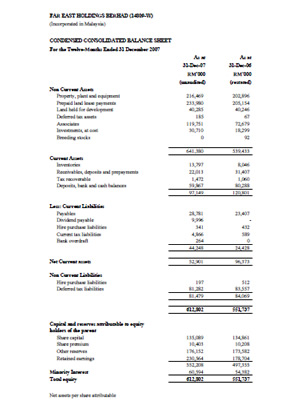 FAR EAST HOLDINGS BERHAD (14809-W)
(Incorporated in Malaysia)
CONDENSED CONSOLIDATED BALANCE SHEET
For the Twelve-Months Ended 31 December 2007
As at As at
31-Dec-07 31-Dec-06
RM'000 RM'000
(unaudited) (restated)
Non Current Assets
Property, plant and equipment 216,469 202,896
Prepaid land lease payments 233,980 205,154
Land held for development 40,285 40,246
Deferred tax assets 185 67
Associates 119,751 72,679
Investments, at cost 30,710 18,299
Breeding stocks 0 92
641,380 539,433
Current Assets
Inventories 13,797 8,046
Receivables, deposits and prepayments 22,013 31,407
Tax recoverable 1,472 1,060
Deposits, bank and cash balances 59,867 80,288
97,149 120,801
Less: Current Liabilities
Payables 28,781 23,407
Dividend payable 9,996 -
Hire purchase liabilities 341 432
Current tax liabilities 4,866 589
Bank overdraft 264 0
44,248 24,428
Net Current assets 52,901 96,373
Non Current Liabilities
Hire purchase liabilities 197 512
Deferred tax liabilities 81,282 83,557
81,479 84,069
612,802 551,737
Capital and reserves attributable to equity
holders of the parent
Share capital 135,089 134,861
Share premium 10,403 10,208
Other reserves 176,152 173,582
Retained earnings 230,564 178,704
552,208 497,355
Minority Interest 60,594 54,382
Total equity 612,802 551,737
Net assets per share attributable